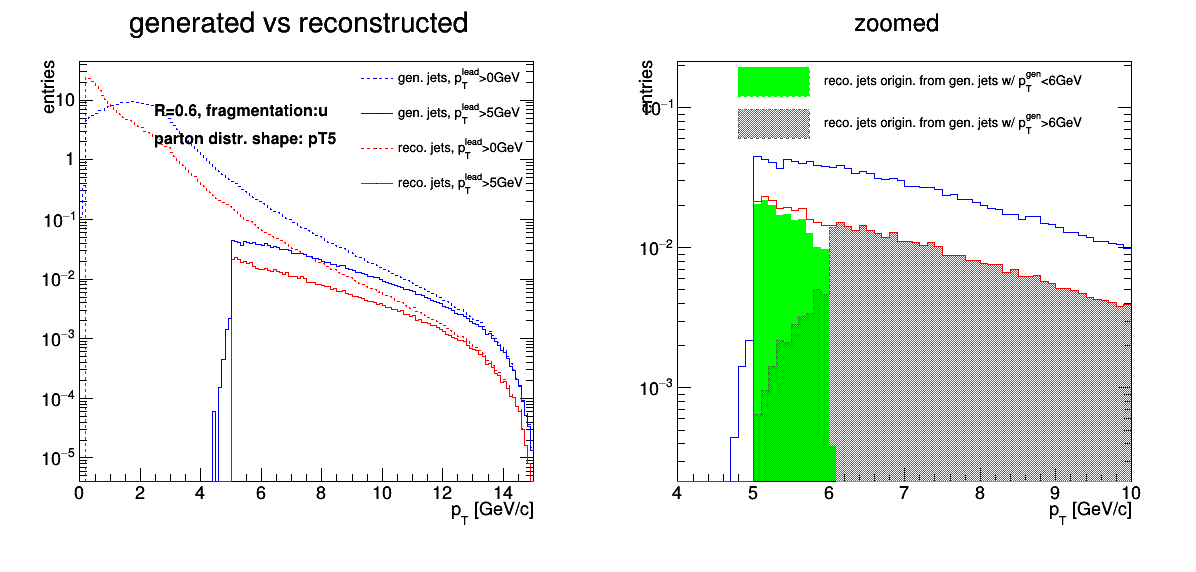 generated vs reconstructed
entries
10
1
10⁻¹
10⁻²
10⁻³
10⁻⁴
10⁻⁵
gen. jets, p_T^lead>0GeV
gen. jets, p_T^lead>5GeV
reco. jets, p_T^lead>0GeV
reco. jets, p_T^lead>5GeV
R=0.6, fragmentation:u
parton distr. shape: pT5
0 2 4 6 8 10 12 14
p_T [GeV/c]
zoomed
entries
10⁻¹
10⁻²
10⁻³
reco. jets origin. from gen. jets w/ p_T^gen<6GeV
reco. jets origin. from gen. jets w/ p_T^gen>6GeV
4 5 6 7 8 9 10
p_T [GeV/c]